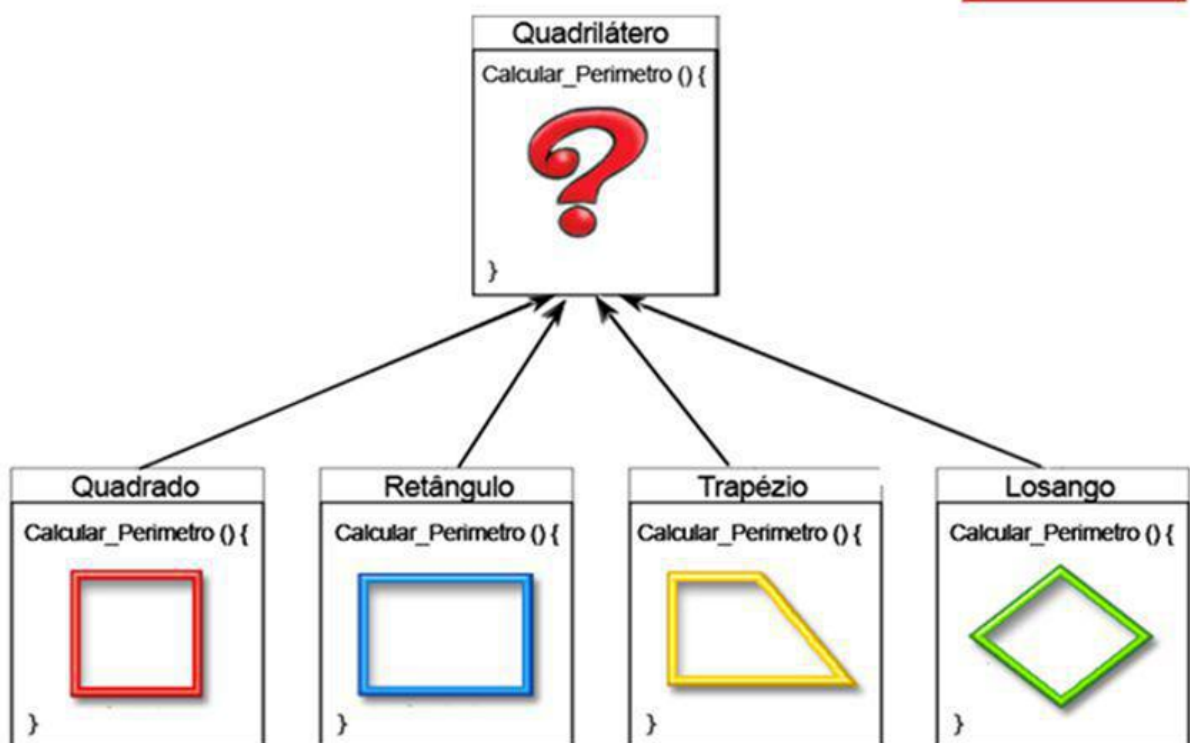 Quadrilátero
Calcular_Perimetro () {
}
Quadrado
Calcular_Perimetro () {
}
Retângulo
Calcular_Perimetro () {
}
Trapézio
Calcular_Perimetro () {
}
Losango
Calcular_Perimetro () {
}